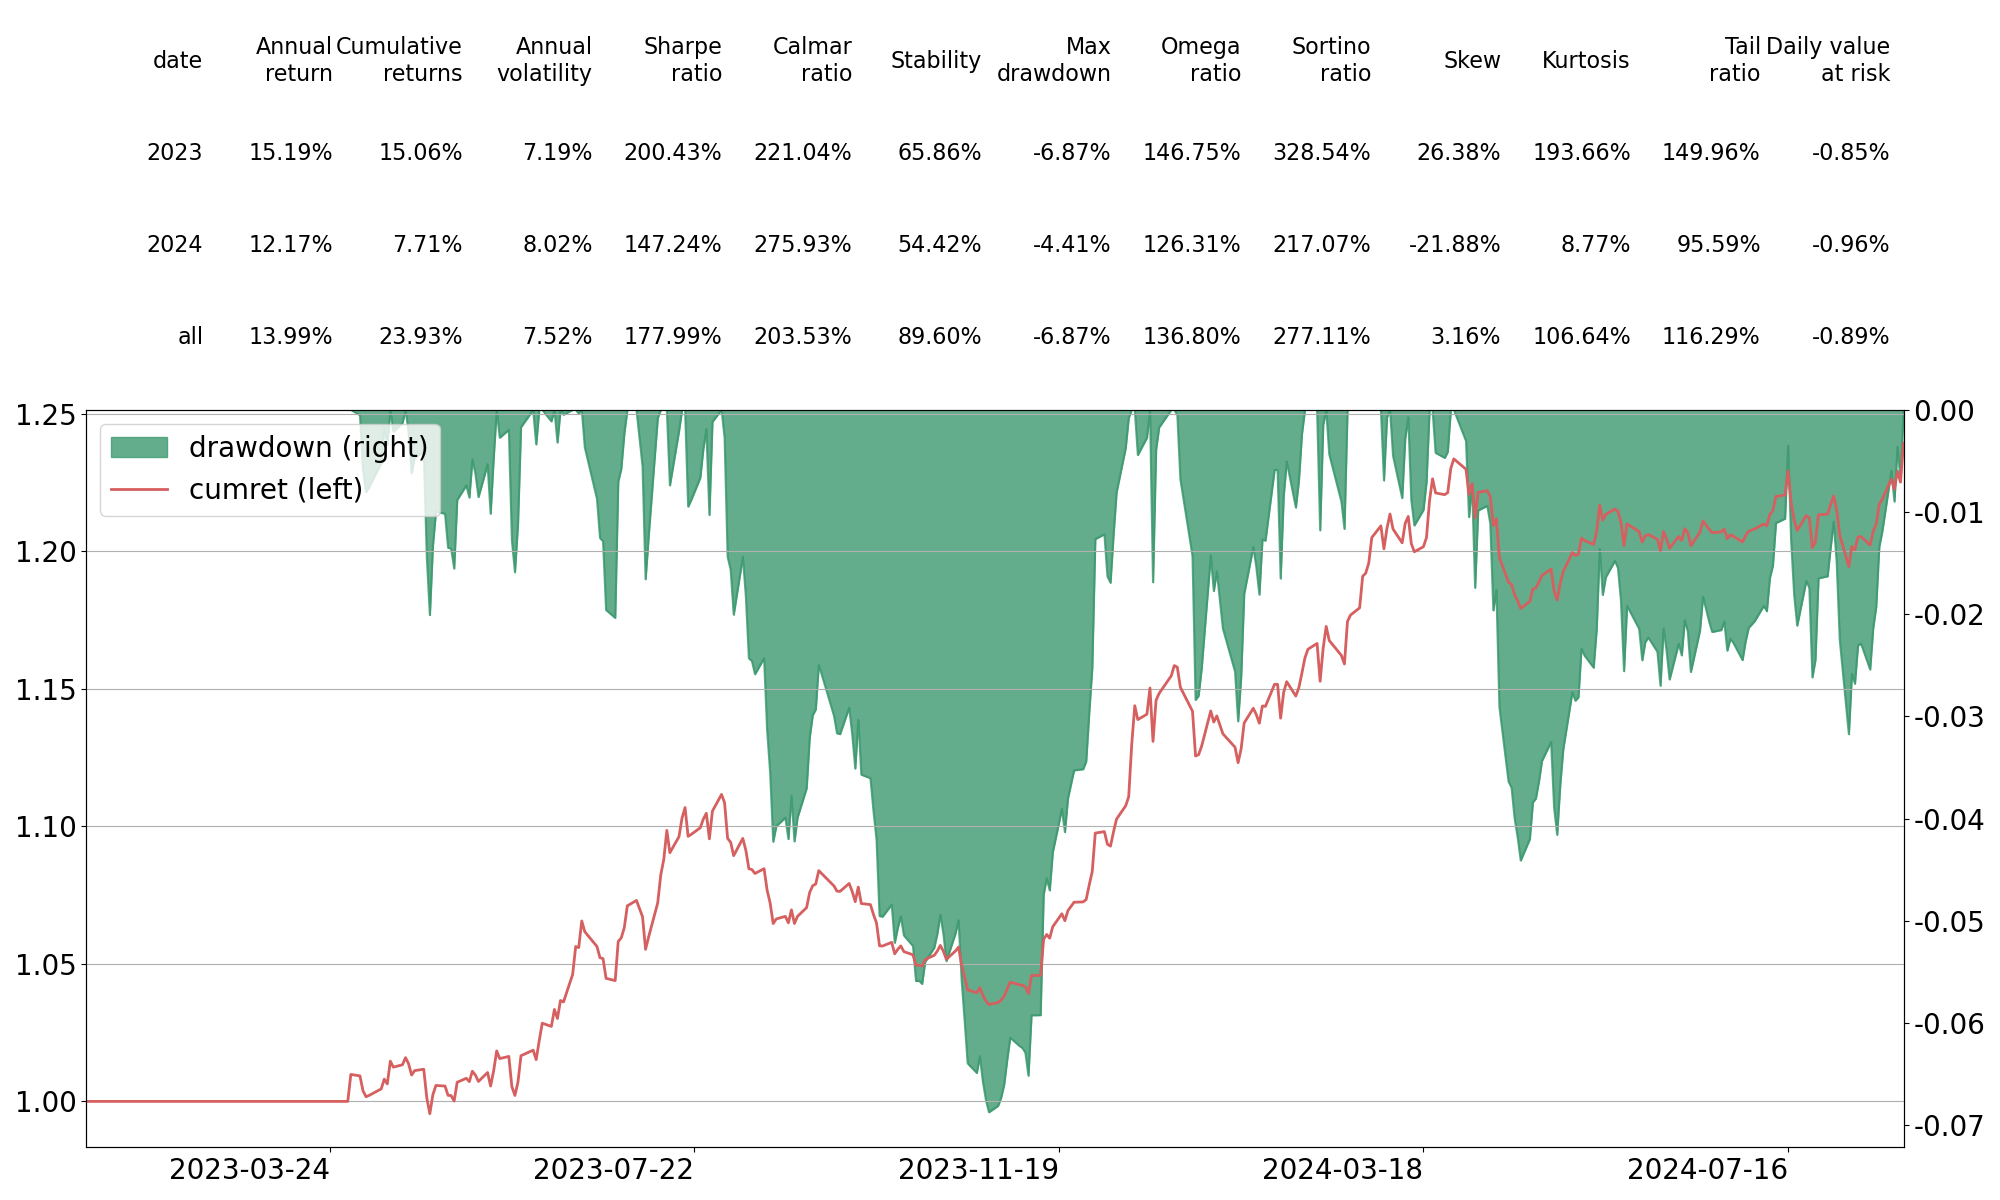 date Annual return Cumulative returns Annual volatility Sharpe ratio Calmar ratio Stability Max drawdown Omega ratio Sortino ratio Skew Kurtosis Tail ratio Daily value at risk
2023 15.19% 15.06% 7.19% 200.43% 221.04% 65.86% -6.87% 146.75% 328.54% 26.38% 193.66% 149.96% -0.85%
2024 12.17% 7.71% 8.02% 147.24% 275.93% 54.42% -4.41% 126.31% 217.07% -21.88% 8.77% 95.59% -0.96%
all 13.99% 23.93% 7.52% 177.99% 203.53% 89.60% -6.87% 136.80% 277.11% 3.16% 106.64% 116.29% -0.89%
drawdown (right)
cumret (left)
1.25
1.20
1.15
1.10
1.05
1.00
0.00
-0.01
-0.02
-0.03
-0.04
-0.05
-0.06
-0.07
2023-03-24 2023-07-22 2023-11-19 2024-03-18 2024-07-16